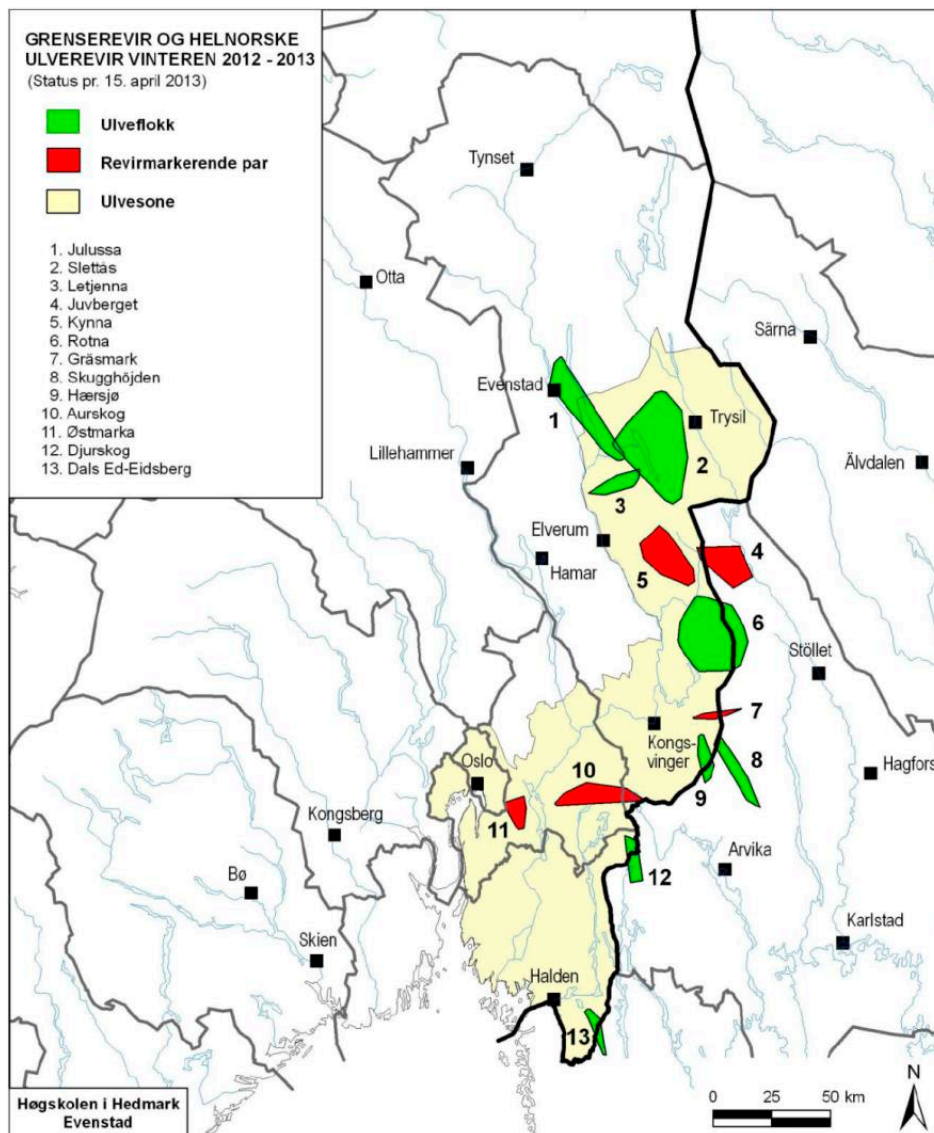 GRENSEREVIR OG HELNORSKE
ULVEREVIR VINTEREN 2012 - 2013
(Status pr. 15. april 2013)
Ulveflokk
Revirmarkerende par
Ulvesone
1. Julussa
2. Slettås
3. Letjenna
4. Juvberget
5. Kynna
6. Rotna
7. Gräsmark
8. Skugghöjden
9. Hærsjø
10. Aurskog
11. Østmarka
12. Djurskog
13. Dals Ed-Eidsberg
Tynset
Otta
Särna
Evenstad
1
Trysil
2
Lillehammer
Älvdalen
3
Elverum
Hamar
4
5
6
Stöllet
7
Kongs-
vinger
8
Hagfors
9
Oslo
10
11
Kongsberg
Arvika
12
Bø
Karlstad
Skien
Halden
13
N
0 25 50 km
Høgskolen i Hedmark
Evenstad